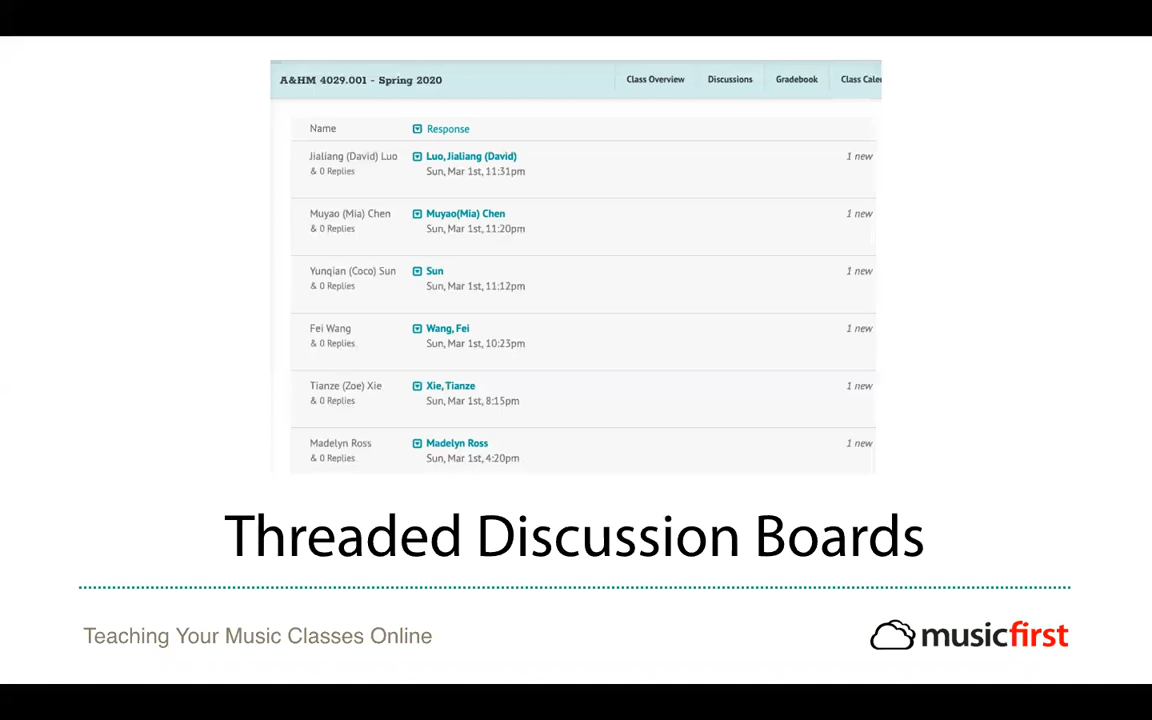 A&HM 4029.001 - Spring 2020
Class Overview
Discussions
Gradebook
Class Cale
Name
Response
Jialiang (David) Luo
Luo, Jialiang (David)
1 new
& 0 Replies
Sun, Mar 1st, 11:31pm
Muyao (Mia) Chen
Muyao(Mia) Chen
1 new
& 0 Replies
Sun, Mar 1st, 11:20pm
Yunqian (Coco) Sun
Sun
1 new
& 0 Replies
Sun, Mar 1st, 11:12pm
Fei Wang
Wang, Fei
1 new
& 0 Replies
Sun, Mar 1st, 10:23pm
Tianze (Zoe) Xie
Xie, Tianze
1 new
& 0 Replies
Sun, Mar 1st, 8:15pm
Madelyn Ross
Madelyn Ross
1 new
& 0 Replies
Sun, Mar 1st, 4:20pm
Threaded Discussion Boards
Teaching Your Music Classes Online
musicfirst